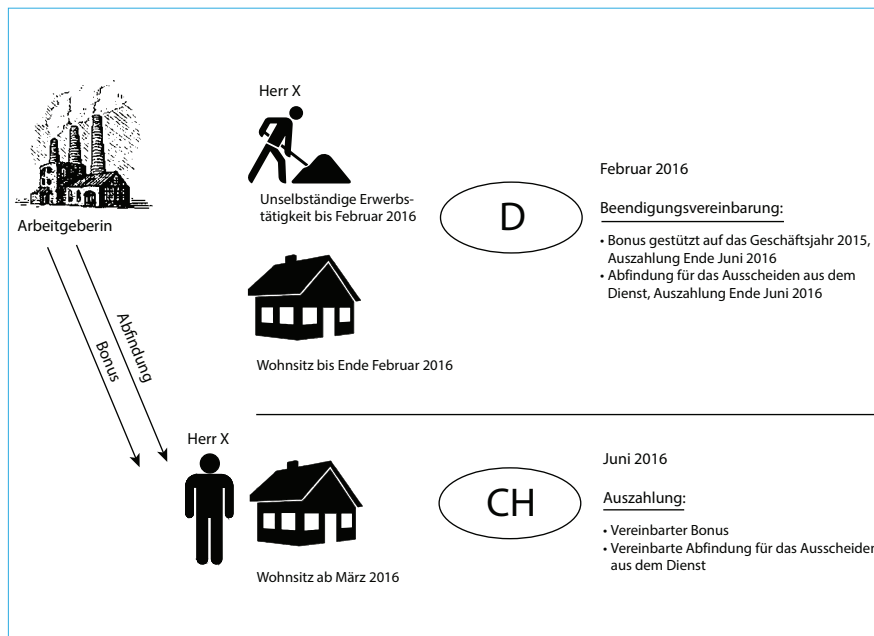 Herr X
Unselbständige Erwerbs-
tätigkeit bis Februar 2016
Arbeitgeberin
Wohnsitz bis Ende Februar 2016
D
Februar 2016
Beendigungsvereinbarung:
• Bonus gestützt auf das Geschäftsjahr 2015,
Auszahlung Ende Juni 2016
• Abfindung für das Ausscheiden aus dem
Dienst, Auszahlung Ende Juni 2016
Abfindung
Bonus
Herr X
Wohnsitz ab März 2016
CH
Juni 2016
Auszahlung:
• Vereinbarter Bonus
• Vereinbarte Abfindung für das Ausscheiden
aus dem Dienst